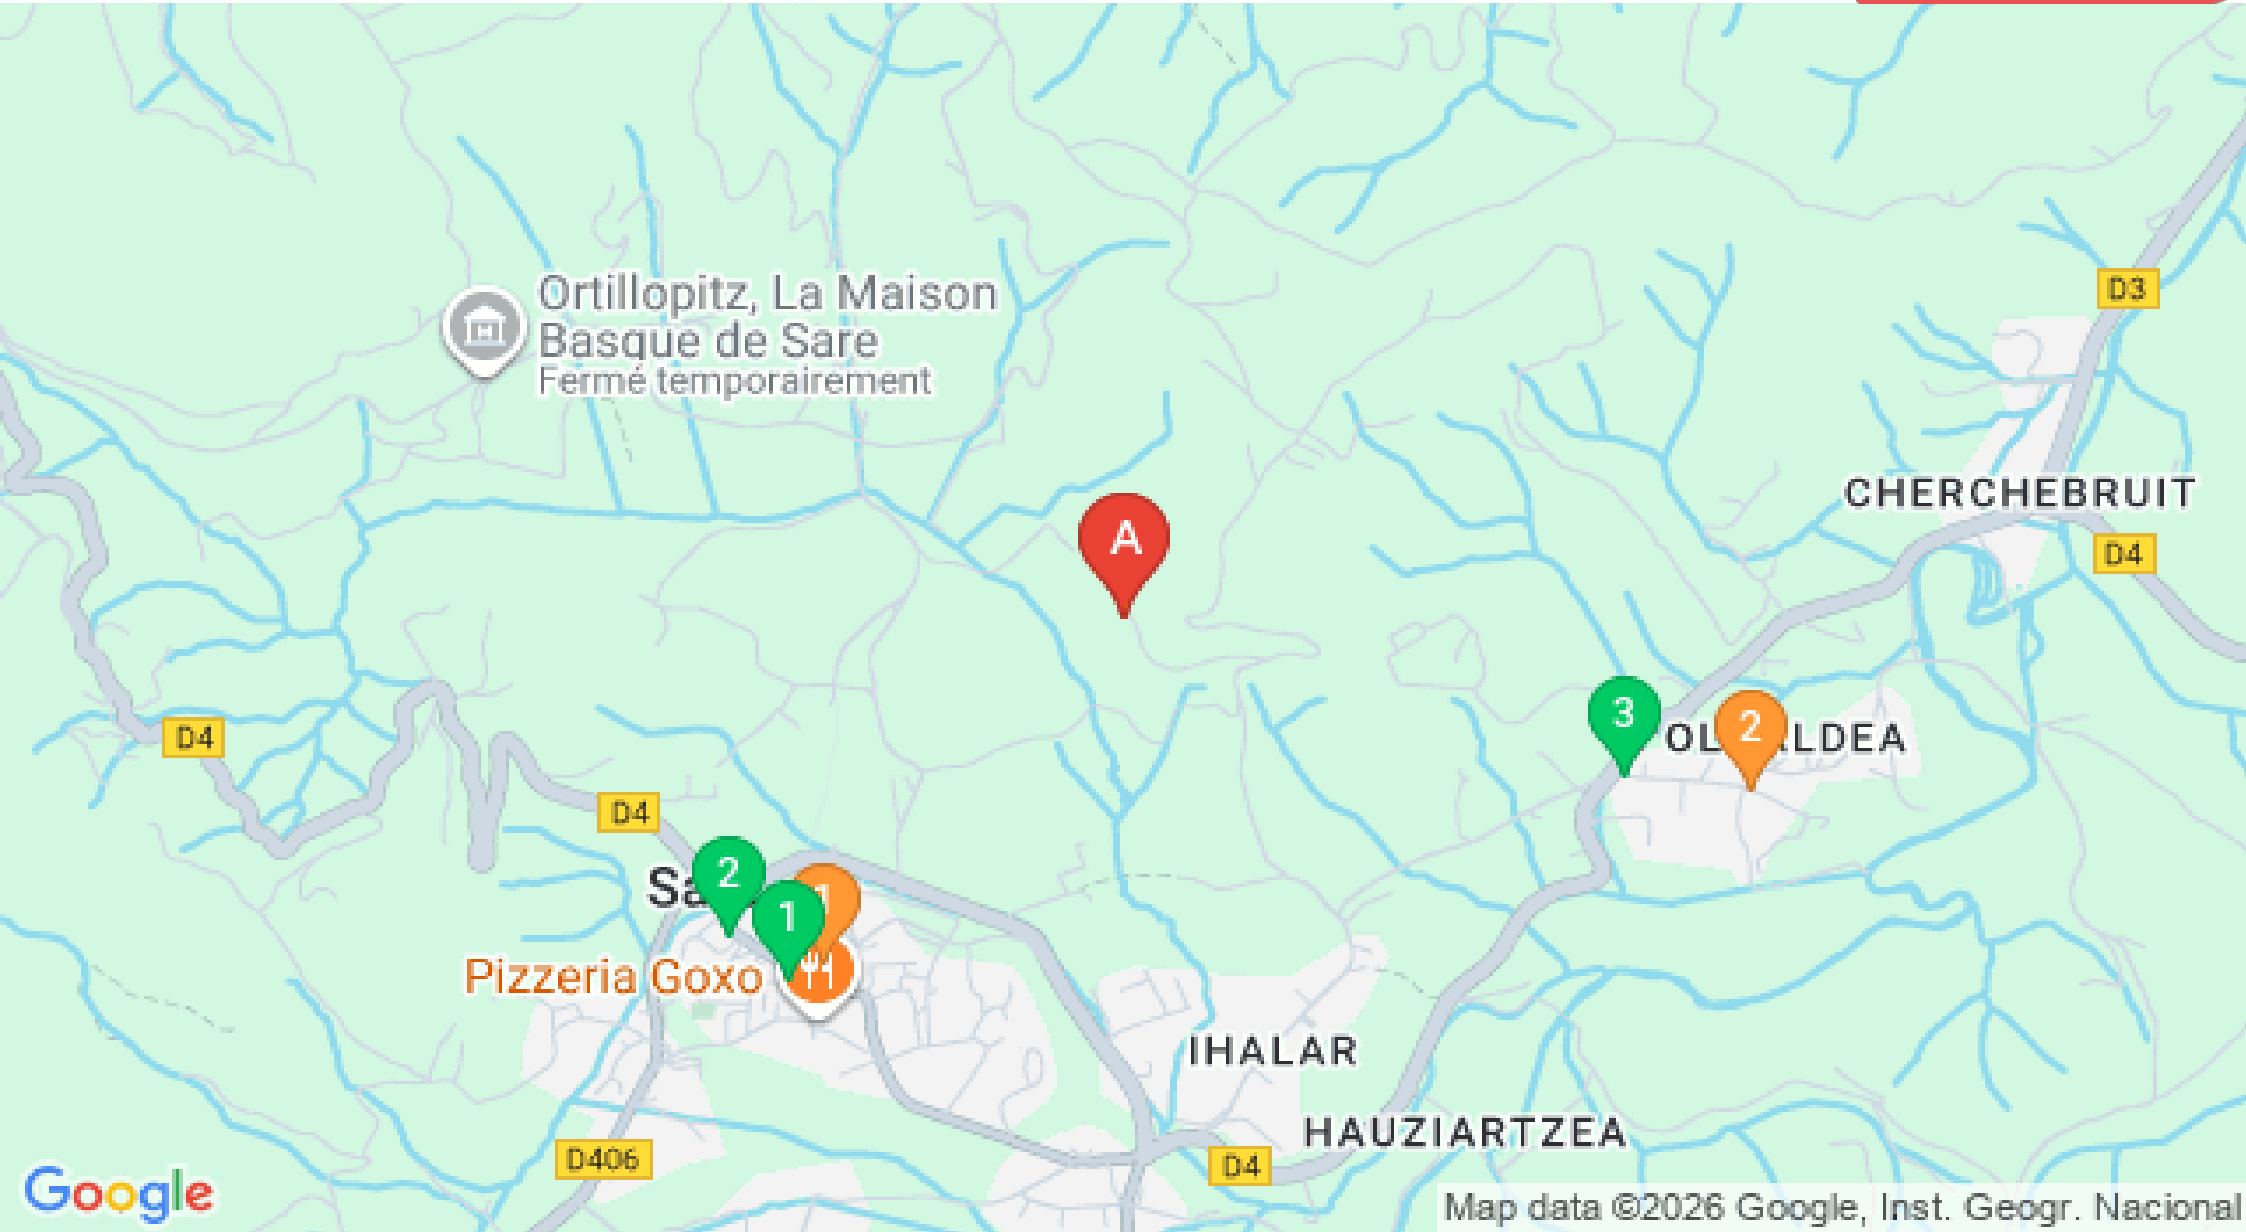 Ortillopitz, La Maison
Basque de Sare
Fermé temporairement
D3
CHERCHEBRUIT
D4
A
3
2
D4
D4
2
1
1
Pizzeria Goxo
IHALAR
HAUZIARTZEA
D406
D4
Google
Map data ©2026 Google, Inst. Geogr. Nacional